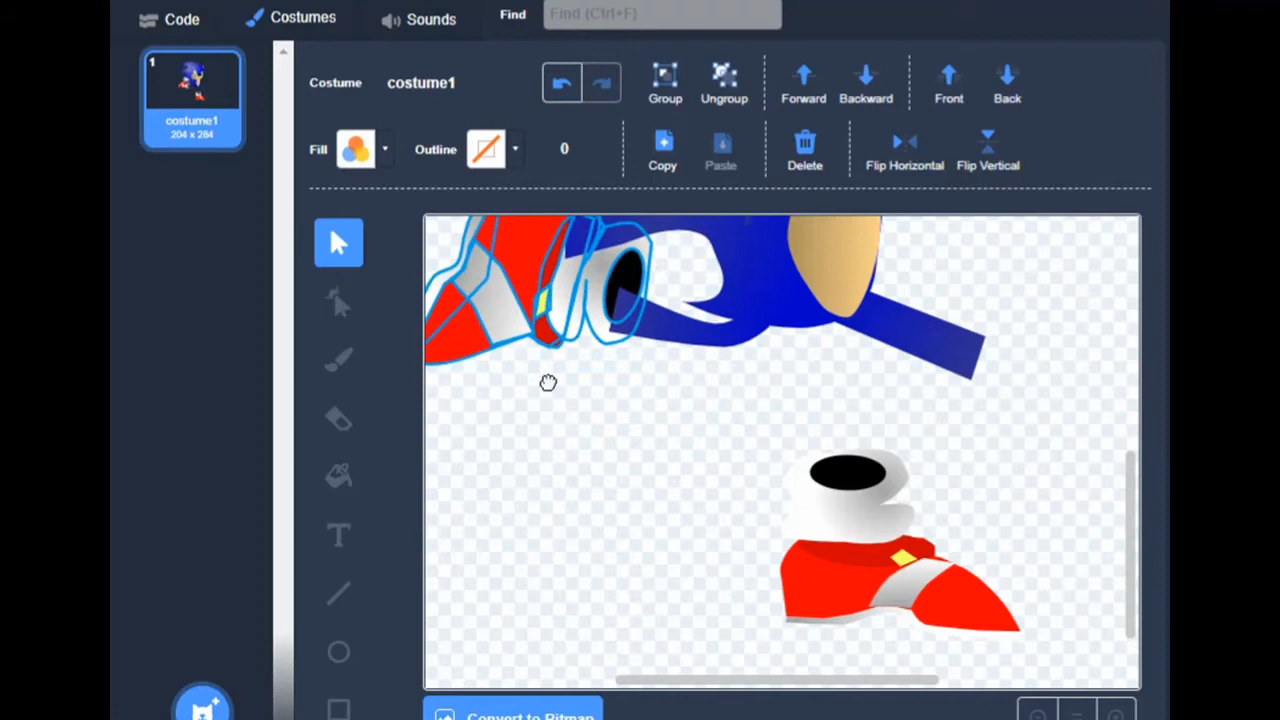 Code
Costumes
Sounds
Find
Find (Ctrl+F)
1
costume1
204 x 284
Costume
costume1
Group
Ungroup
Forward
Backward
Front
Back
Fill
Outline
0
Copy
Paste
Delete
Flip Horizontal
Flip Vertical
T
Convert to Bitmap